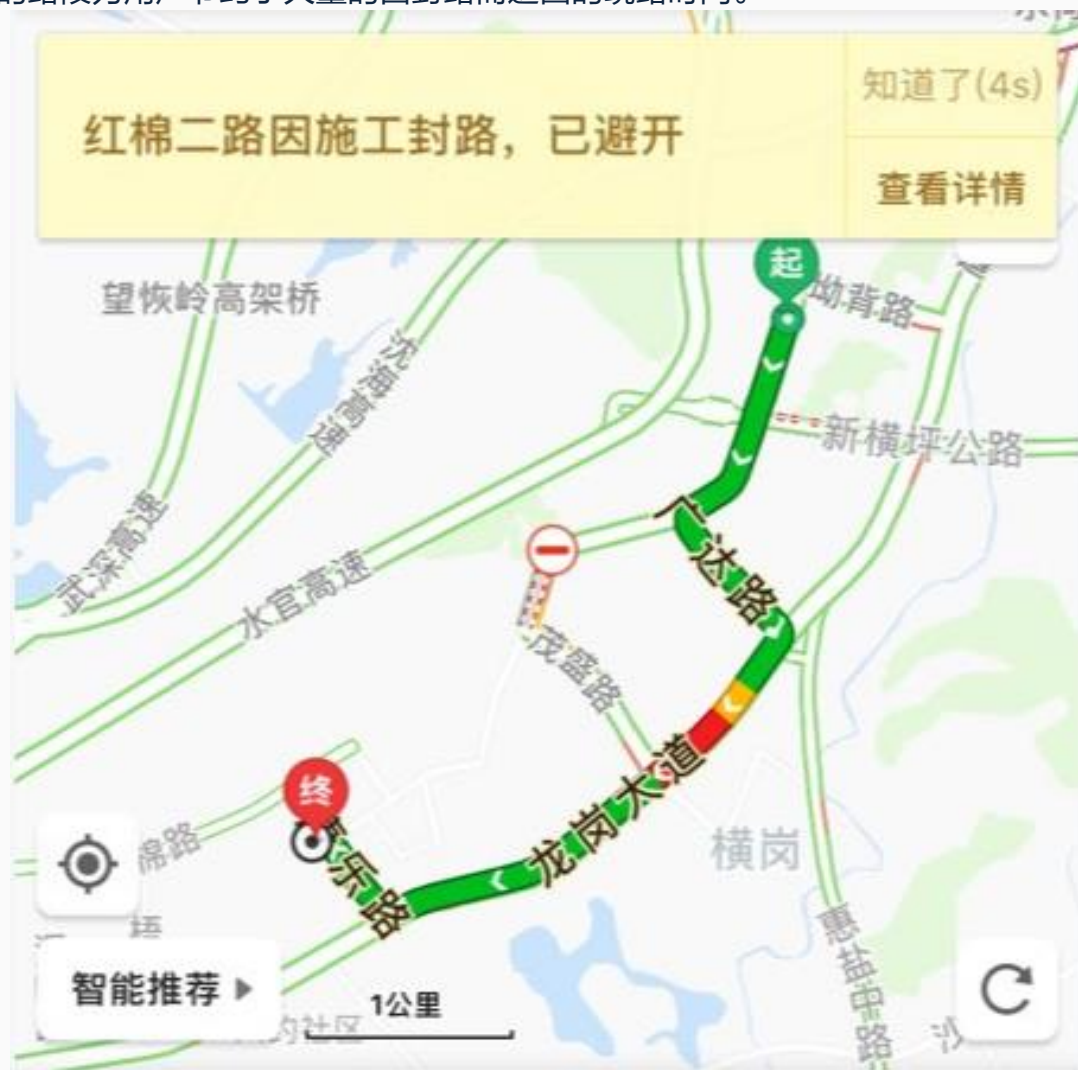 红棉二路因施工封路，已避开
知道了(4s)
查看详情
望恢岭高架桥
起
坳背路
沈海高速
新横坪公路
武深高速
广达路
水官高速
茂盛路
终
龙岗大道
横岗
乐路
惠盐中路
智能推荐
1公里